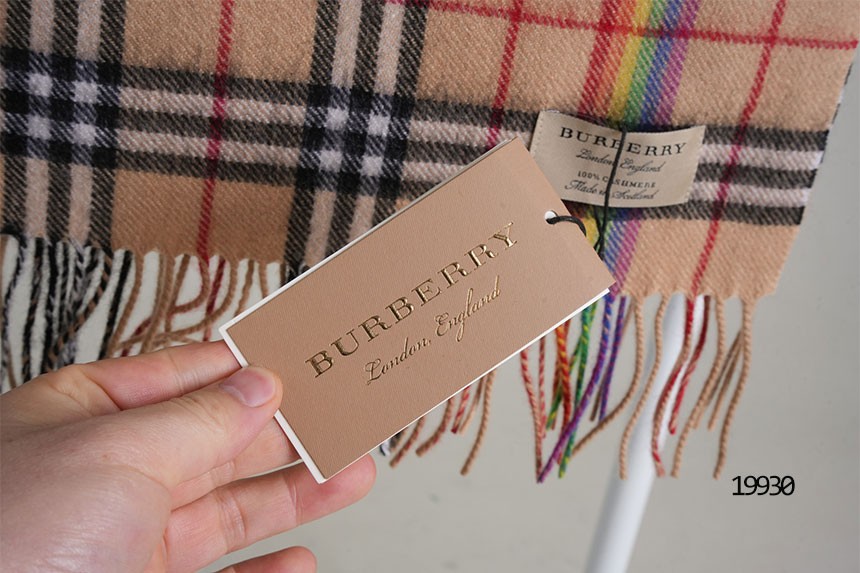 BURBERRY
London, England
100% CASHMERE
Made in Scotland
BURBERRY
London, England
19930